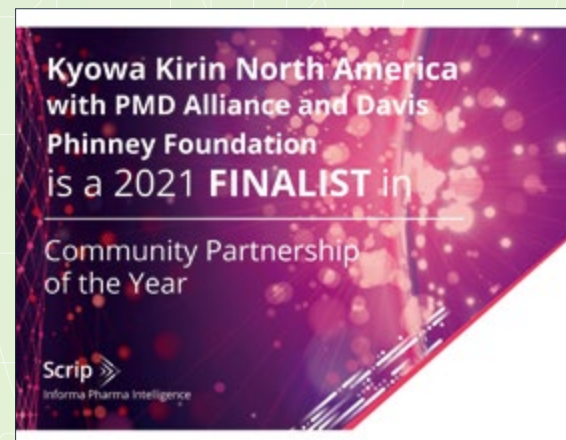 Kyowa Kirin North America
with PMD Alliance and Davis
Phinney Foundation
is a 2021 FINALIST in
Community Partnership
of the Year
Scrip
Informa Pharma Intelligence